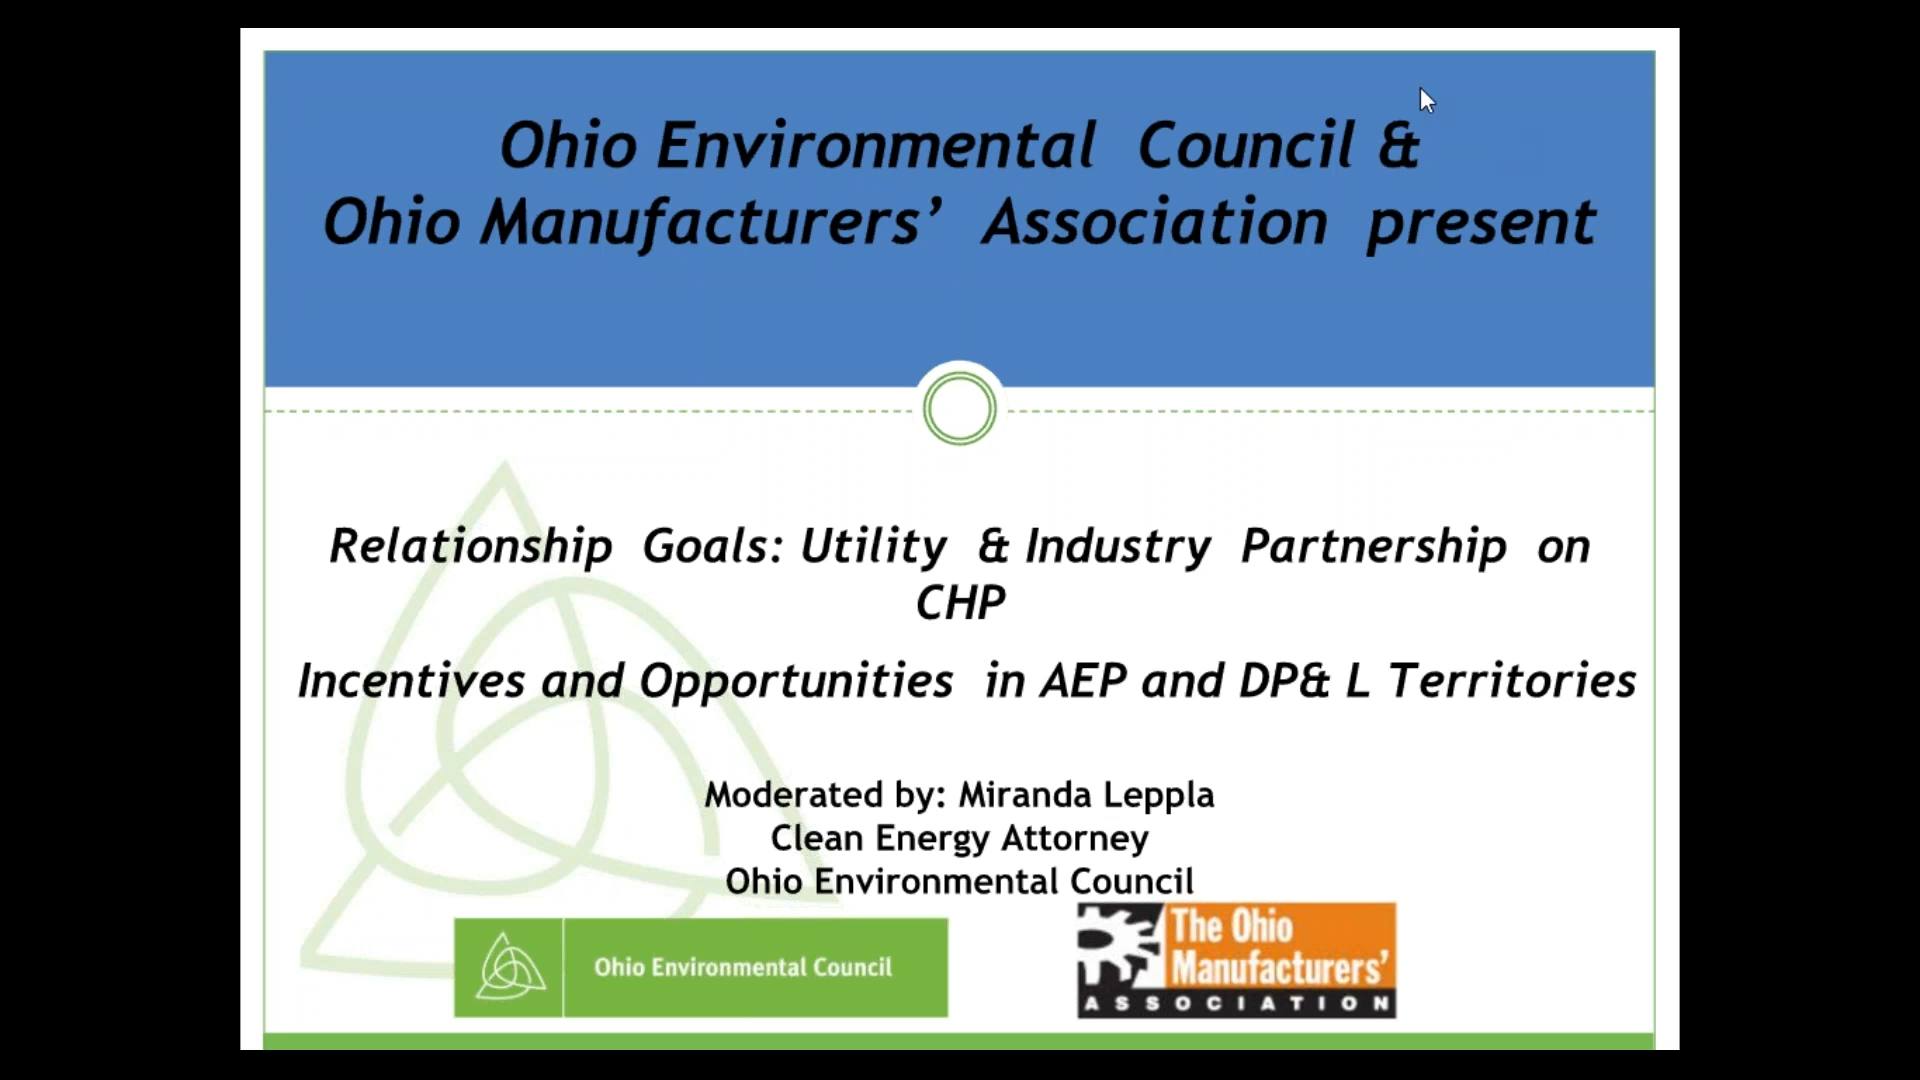 Ohio Environmental Council &
Ohio Manufacturers’ Association present
Relationship Goals: Utility & Industry Partnership on
CHP
Incentives and Opportunities in AEP and DP& L Territories
Moderated by: Miranda Leppla
Clean Energy Attorney
Ohio Environmental Council
Ohio Environmental Council
The Ohio
Manufacturers’
ASSOCIATION